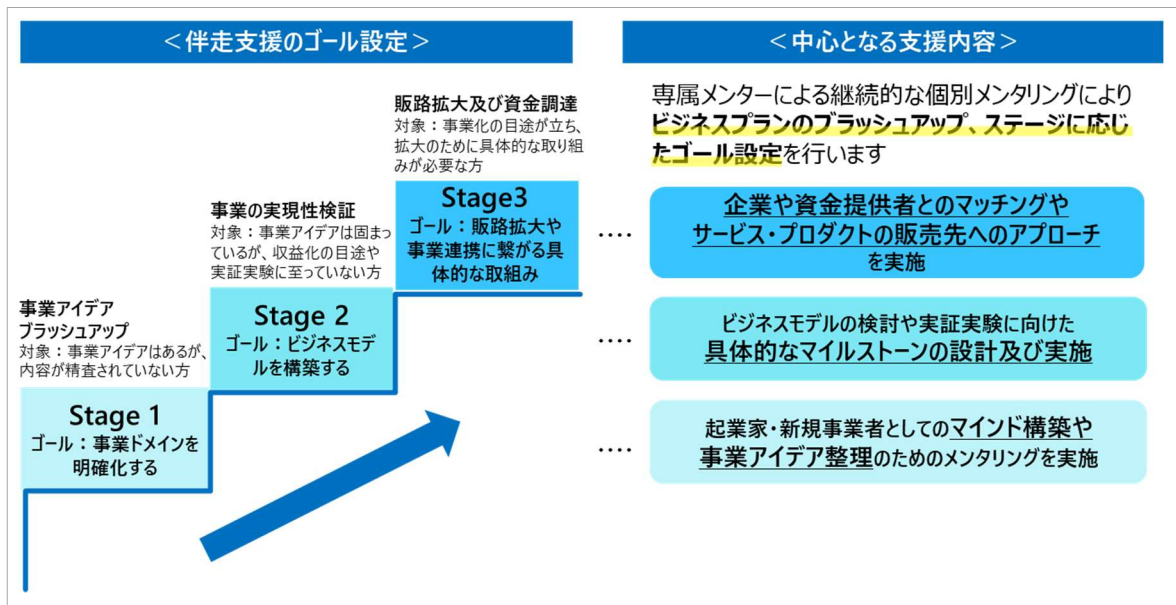 ＜伴走支援のゴール設定＞
販路拡大及び資金調達
対象：事業化の目途が立ち、
拡大のために具体的な取り組
みが必要な方
Stage3
ゴール：販路拡大や
事業連携に繋がる具
体的な取組み
事業の実現性検証
対象：事業アイデアは固まっ
ているが、収益化の目途や
実証実験に至っていない方
Stage 2
ゴール：ビジネスモデ
ルを構築する
事業アイデア
ブラッシュアップ
対象：事業アイデアはあるが、
内容が精査されていない方
Stage 1
ゴール：事業ドメインを
明確化する
＜中心となる支援内容＞
専属メンターによる継続的な個別メンタリングにより
ビジネスプランのブラッシュアップ、ステージに応じ
たゴール設定を行います
‥‥
企業や資金提供者とのマッチングや
サービス・プロダクトの販売先へのアプローチ
を実施
‥‥
ビジネスモデルの検討や実証実験に向けた
具体的なマイルストーンの設計及び実施
‥‥
起業家・新規事業者としてのマインド構築や
事業アイデア整理のためのメンタリングを実施